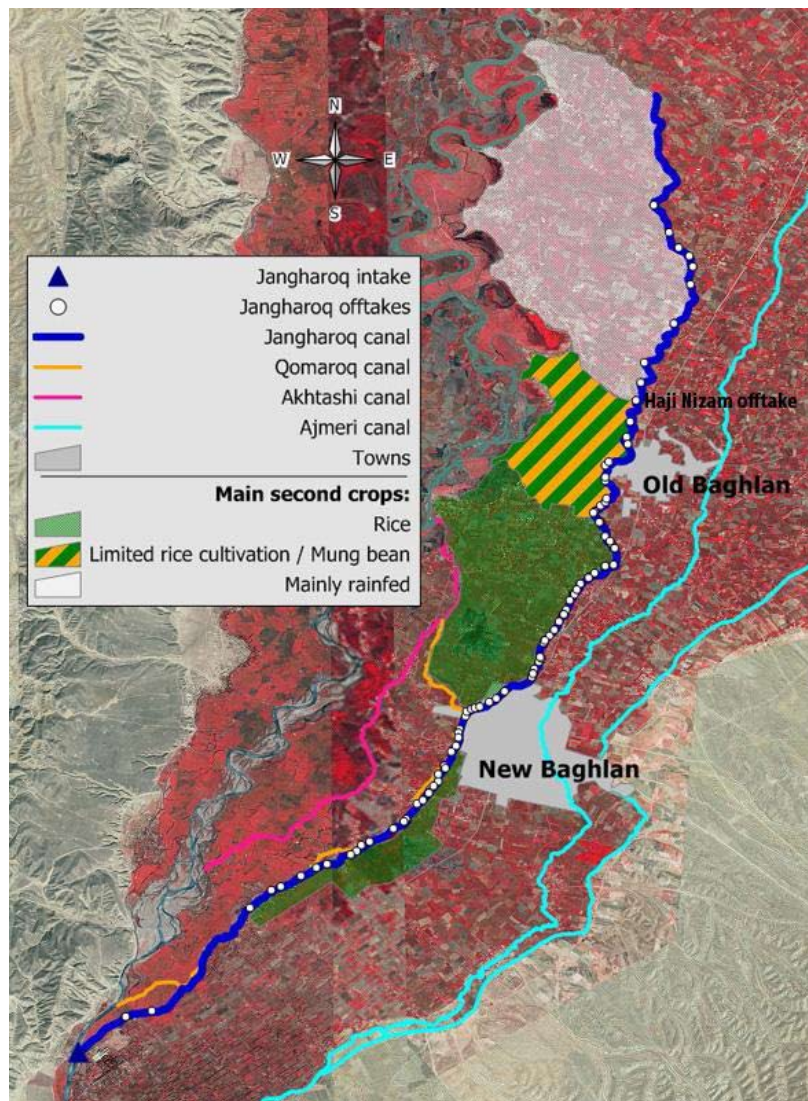 N
W E
S
Jangharoq intake
Jangharoq offtakes
Jangharoq canal
Qomaroq canal
Akhtashi canal
Ajmeri canal
Towns
Main second crops:
Rice
Limited rice cultivation / Mung bean
Mainly rainfed
Haji Nizam offtake
Old Baghlan
New Baghlan